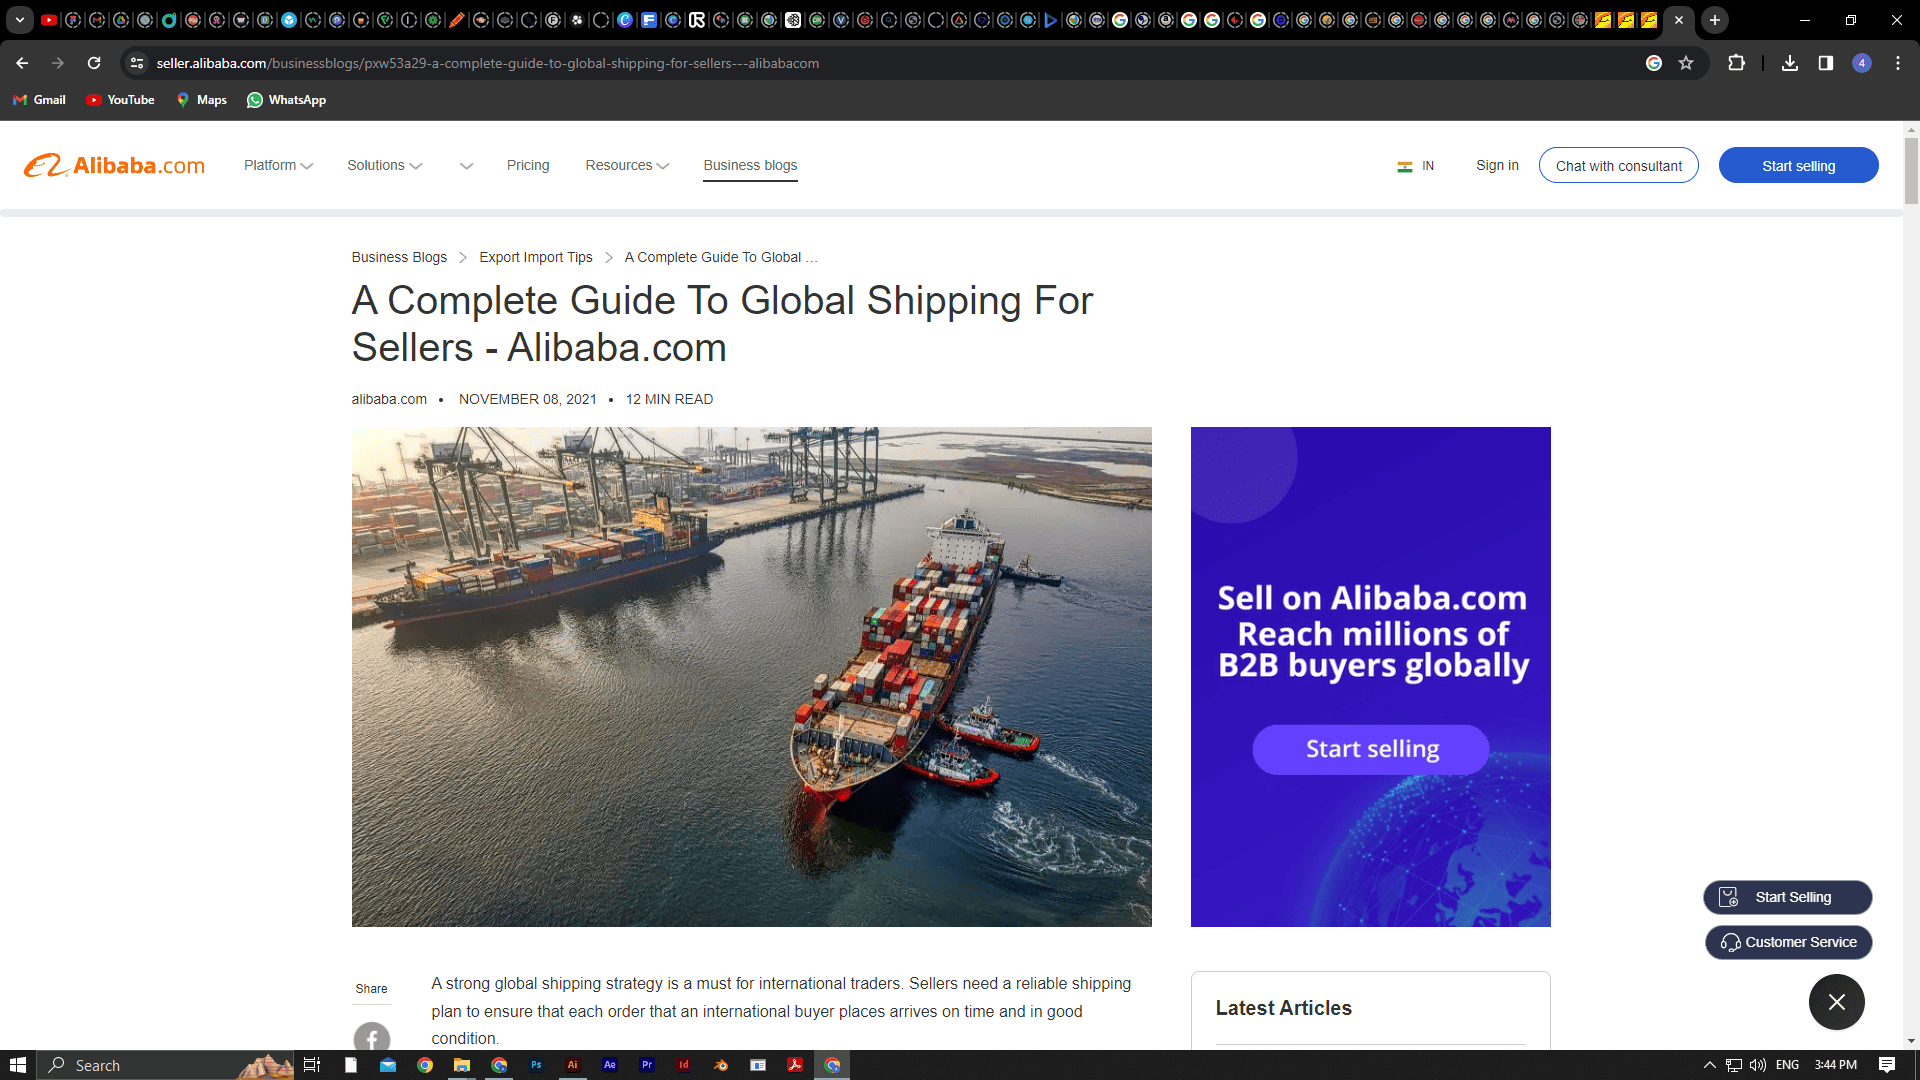 seller.alibaba.com/businessblogs/pxw53a29-a-complete-guide-to-global-shipping-for-sellers---alibabacom
4
Gmail
YouTube
Maps
WhatsApp
Alibaba.com
Platform
Solutions
Pricing
Resources
Business blogs
IN
Sign in
Chat with consultant
Start selling
Business Blogs
Export Import Tips
A Complete Guide To Global ...
A Complete Guide To Global Shipping For
Sellers - Alibaba.com
alibaba.com • NOVEMBER 08, 2021 • 12 MIN READ
Sell on Alibaba.com
Reach millions of
B2B buyers globally
Start selling
Start Selling
Customer Service
Share
A strong global shipping strategy is a must for international traders. Sellers need a reliable shipping
plan to ensure that each order that an international buyer places arrives on time and in good
condition.
Latest Articles
Search
Ps
Ai
Ae
Pr
Id
ENG
3:44 PM